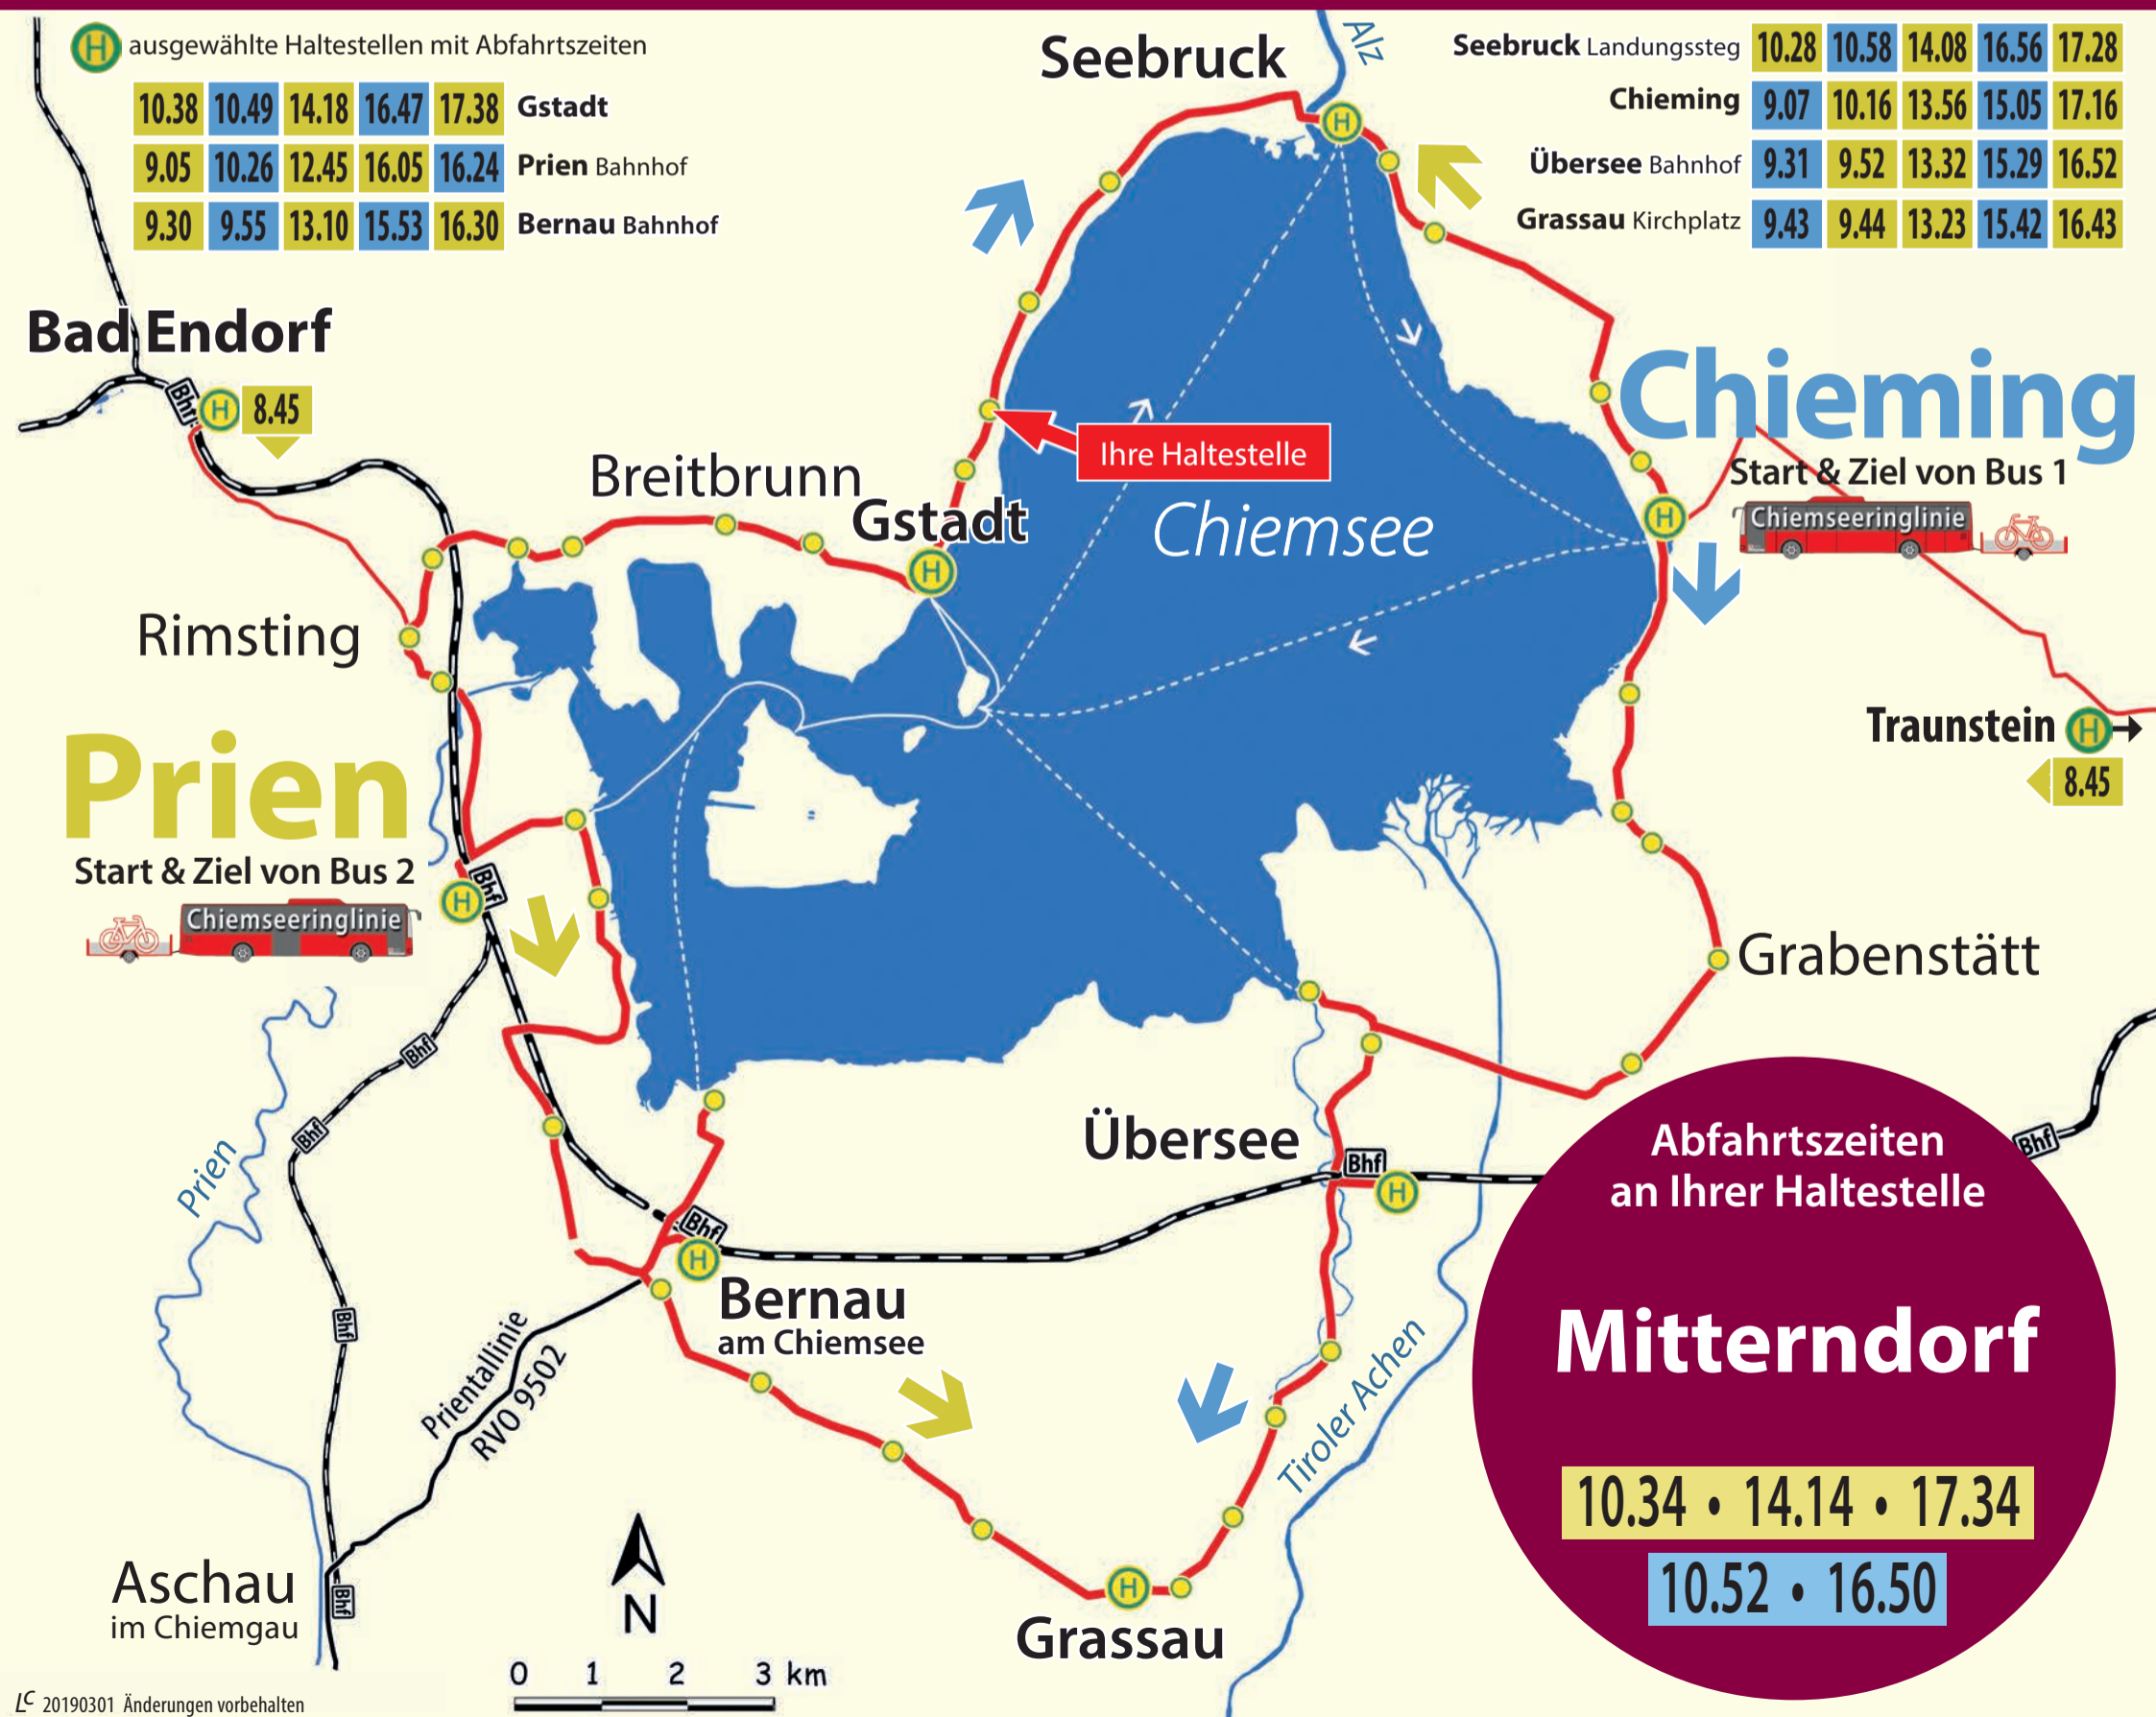 ausgewählte Haltestellen mit Abfahrtszeiten
10.38 10.49 14.18 16.47 17.38 Gstadt
9.05 10.26 12.45 16.05 16.24 Prien Bahnhof
9.30 9.55 13.10 15.53 16.30 Bernau Bahnhof
Seebruck
Alz
Seebruck Landungssteg 10.28 10.58 14.08 16.56 17.28
Chieming 9.07 10.16 13.56 15.05 17.16
Übersee Bahnhof 9.31 9.52 13.32 15.29 16.52
Grassau Kirchplatz 9.43 9.44 13.23 15.42 16.43
H
H
Bad Endorf
Bhf
H
8.45
Breitbrunn
Gstadt
H
Ihre Haltestelle
Chiemsee
Chieming
Start & Ziel von Bus 1
H
Chiemseeringlinie
Rimsting
Traunstein H
8.45
Prien
Start & Ziel von Bus 2
Chiemseeringlinie
Bhf
H
Grabenstätt
Bhf
Bhf
Prien
Übersee
Bhf
H
Bhf
Bhf
H
Bernau
am Chiemsee
Bhf
Prientallinie
RVO 9502
Tiroler Achen
Abfahrtszeiten
an Ihrer Haltestelle
Mitterndorf
10.34 • 14.14 • 17.34
10.52 • 16.50
Aschau
im Chiemgau
Bhf
N
H
Grassau
0 1 2 3 km
LC 20190301 Änderungen vorbehalten